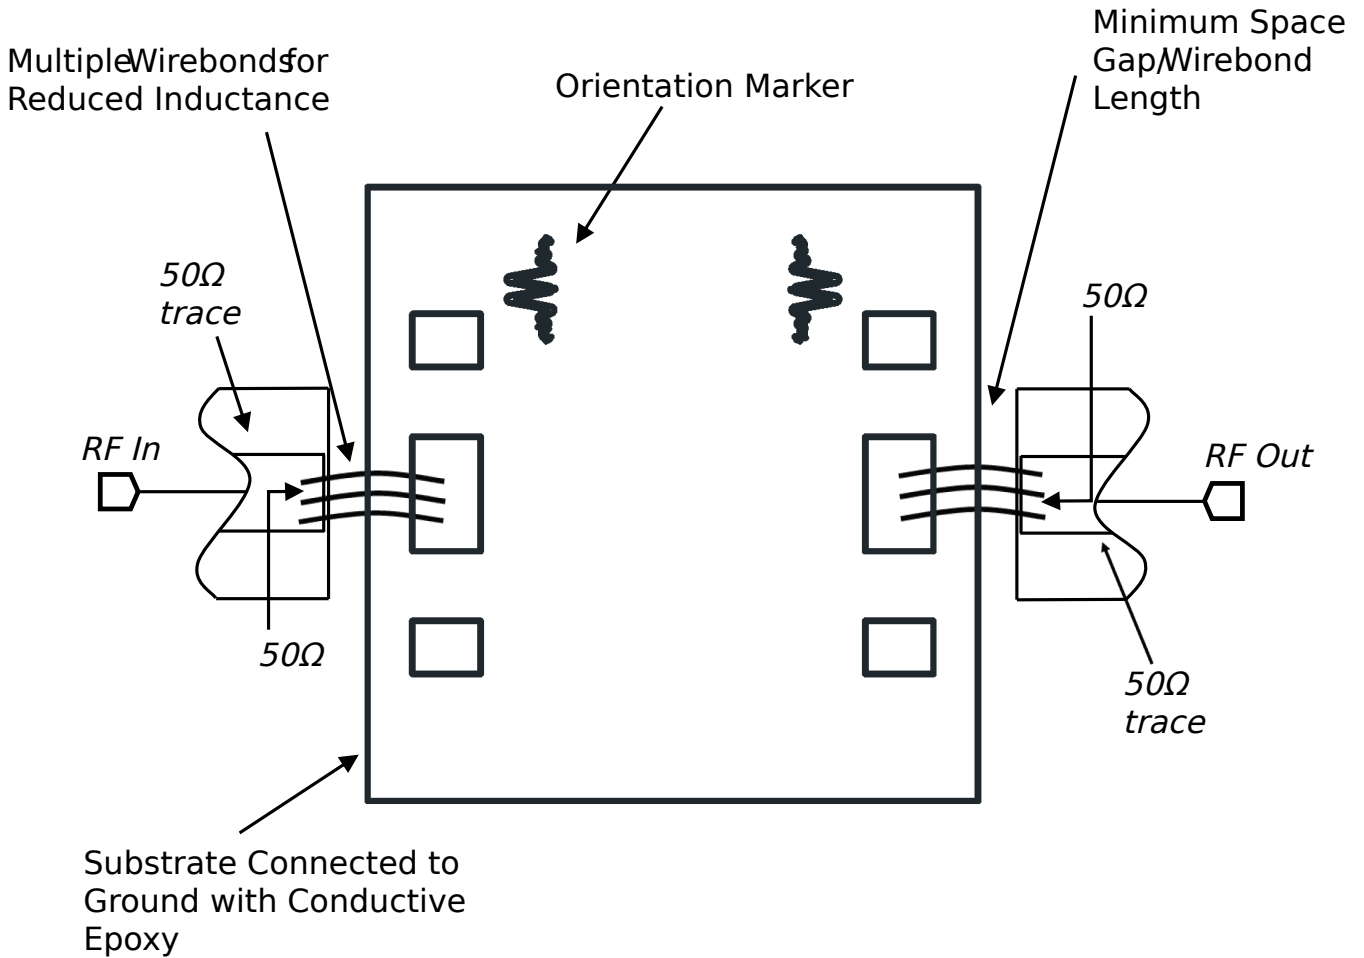 Multiple Wirebonds for
Reduced Inductance
Orientation Marker
Minimum Space
Gap/Wirebond
Length
50Ω
trace
50Ω
RF In
RF Out
50Ω
50Ω
trace
Substrate Connected to
Ground with Conductive
Epoxy